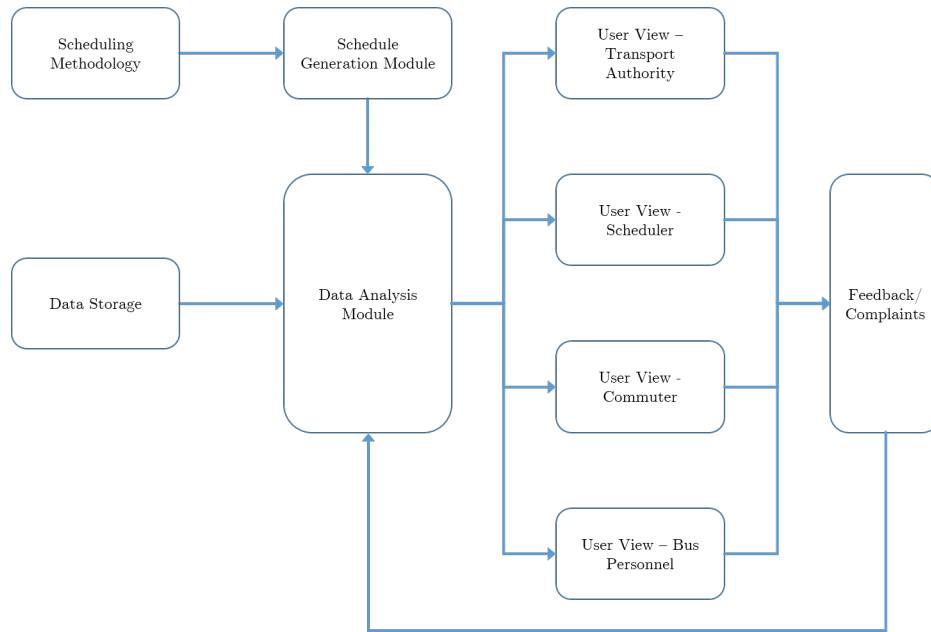 Scheduling
Methodology
Schedule
Generation Module
User View –
Transport
Authority
User View -
Scheduler
Data Storage
Data Analysis
Module
Feedback/
Complaints
User View -
Commuter
User View – Bus
Personnel